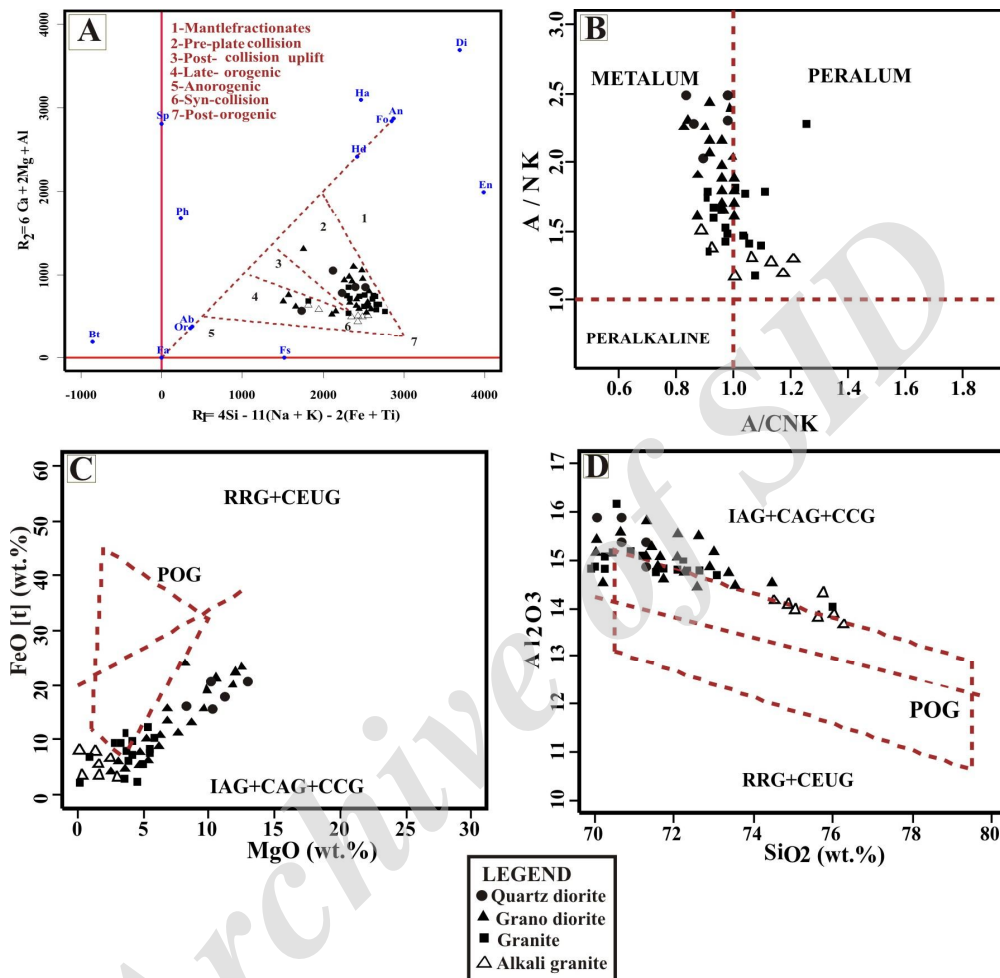 A
1-Mantlefractionates
2-Pre-plate collision
3-Post- collision uplift
4-Late- orogenic
5-Anorogenic
6-Syn-collision
7-Post-orogenic
Di
Ha
An
Fo
Sp
Hd
En
Ph
1
2
3
4
5
6
7
Ab
Or
Bt
Fa
Fs
0
1000
2000
3000
4000
-1000
0
1000
2000
3000
4000
R2=6 Ca + 2Mg + Al
R1= 4Si - 11(Na + K) - 2(Fe + Ti)
B
METALUM
PERALUM
PERALKALINE
3.0
2.5
2.0
1.5
1.0
0.6
0.8
1.0
1.2
1.4
1.6
1.8
A / NK
A/CNK
C
RRG+CEUG
POG
IAG+CAG+CCG
60
50
40
30
20
10
0
0
5
10
15
20
25
30
FeO [t] (wt.%)
MgO (wt.%)
D
IAG+CAG+CCG
POG
RRG+CEUG
17
16
15
14
13
12
11
10
70
72
74
76
78
80
Al2O3
SiO2 (wt.%)
LEGEND
Quartz diorite
Grano diorite
Granite
Alkali granite
Archive of SID